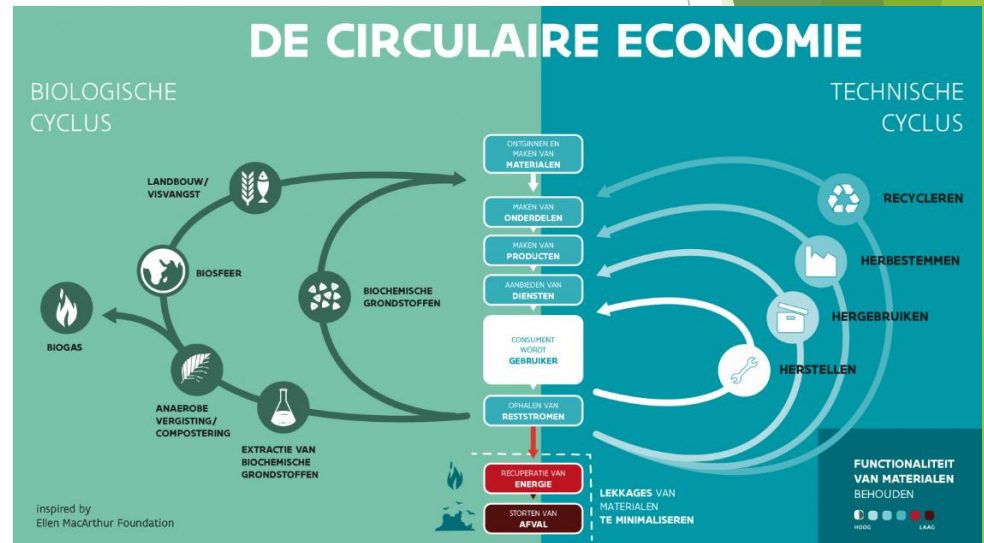 DE CIRCULAIRE ECONOMIE
BIOLOGISCHE
CYCLUS
TECHNISCHE
CYCLUS
LANDBOUW/
VISVANGST
BIOSFEER
BIOGAS
ANAEROBE
VERGISTING/
COMPOSTERING
EXTRACTIE VAN
BIOCHEMISCHE
GRONDSTOFFEN
BIOCHEMISCHE
GRONDSTOFFEN
ONTGINNEN EN
MAKEN VAN
MATERIALEN
MAKEN VAN
ONDERDELEN
MAKEN VAN
PRODUCTEN
AANBIEDEN VAN
DIENSTEN
CONSUMENT
WORDT
GEBRUIKER
OPHALEN VAN
RESTSTROMEN
RECUPERATIE VAN
ENERGIE
STORTEN VAN
AFVAL
RECYCLEREN
HERBESTEMMEN
HERGEBRUIKEN
HERSTELLEN
LEKKAGES VAN
MATERIALEN
TE MINIMALISEREN
FUNCTIONALITEIT
VAN MATERIALEN
BEHOUDEN
HOOG LAAG
inspired by
Ellen MacArthur Foundation